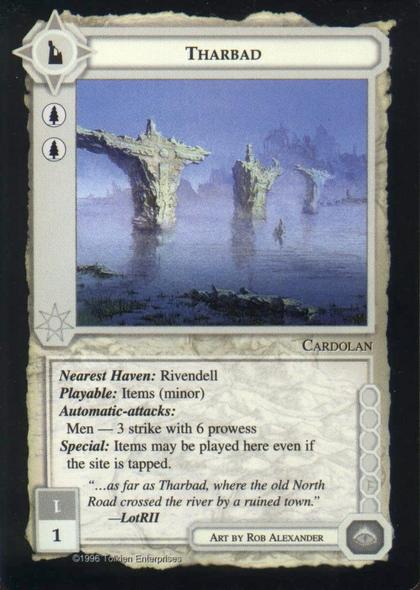 THARBAD
CARDOLAN
Nearest Haven: Rivendell
Playable: Items (minor)
Automatic-attacks:
Men — 3 strike with 6 prowess
Special: Items may be played here even if
the site is tapped.
“...as far as Tharbad, where the old North
Road crossed the river by a ruined town.”
—LotRII
I
1
ART BY ROB ALEXANDER
©1996 Tolkien Enterprises